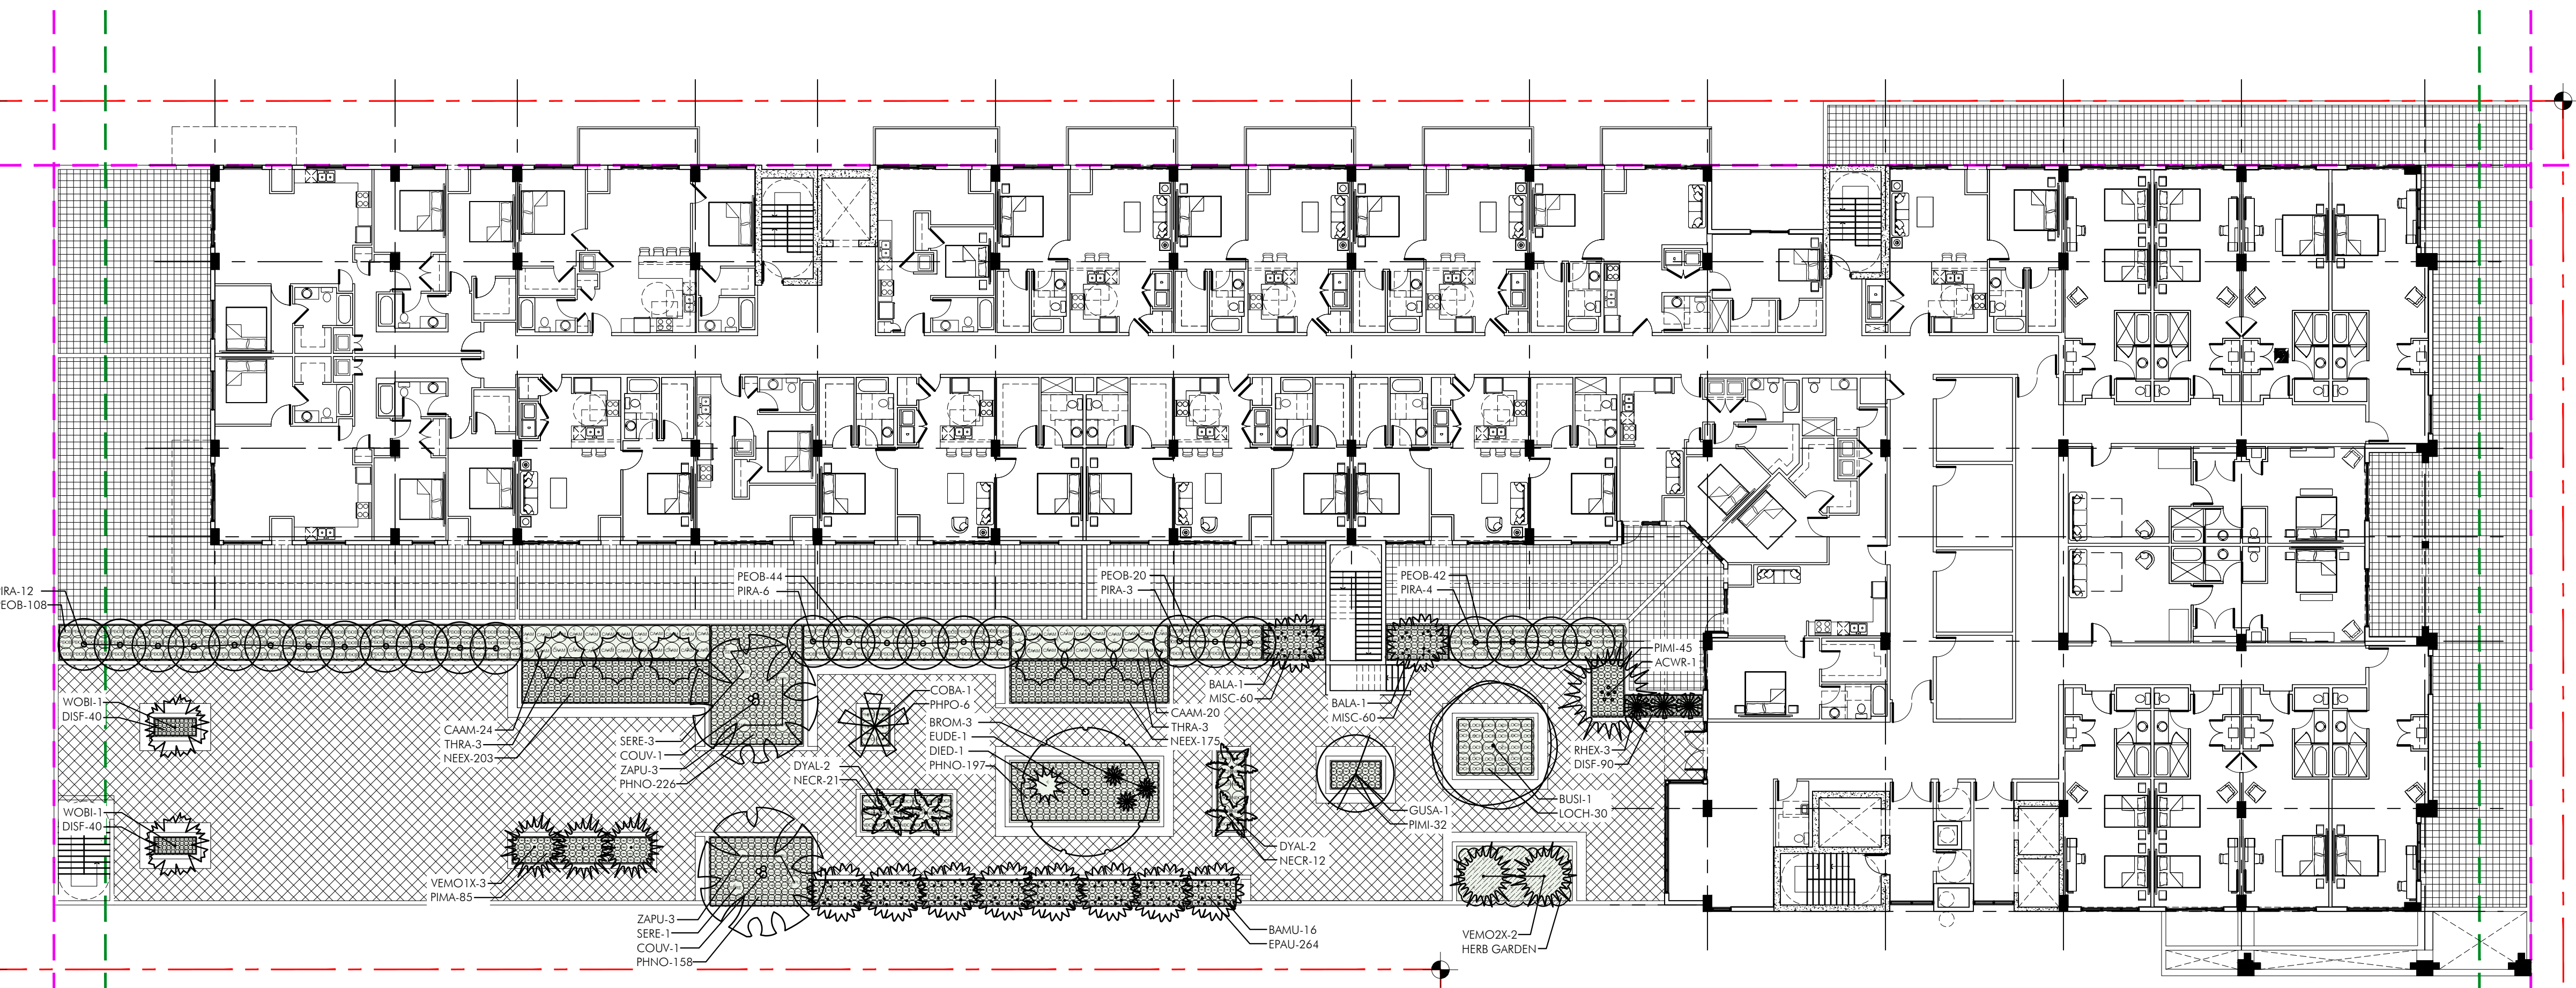 PEOB-44
PIRA-6
PEOB-20
PIRA-3
PEOB-42
PIRA-4
IRA-12
EOB-108
PIMI-45
ACWR-1
WOBI-1
DISF-40
CAAM-24
THRA-3
NEEX-203
SERE-3
COUV-1
ZAPU-3
PHNO-226
COBA-1
PHPO-6
BROM-3
EUDE-1
DIED-1
PHNO-197
DYAL-2
NECR-21
BALA-1
MISC-60
CAAM-20
THRA-3
NEEX-175
BALA-1
MISC-60
RHEX-3
DISF-90
BUSI-1
LOCH-30
GUSA-1
PIMI-32
WOBI-1
DISF-40
DYAL-2
NECR-12
VEMO1X-3
PIMA-85
ZAPU-3
SERE-1
COUV-1
PHNO-158
BAMU-16
EPAU-264
VEMO2X-2
HERB GARDEN